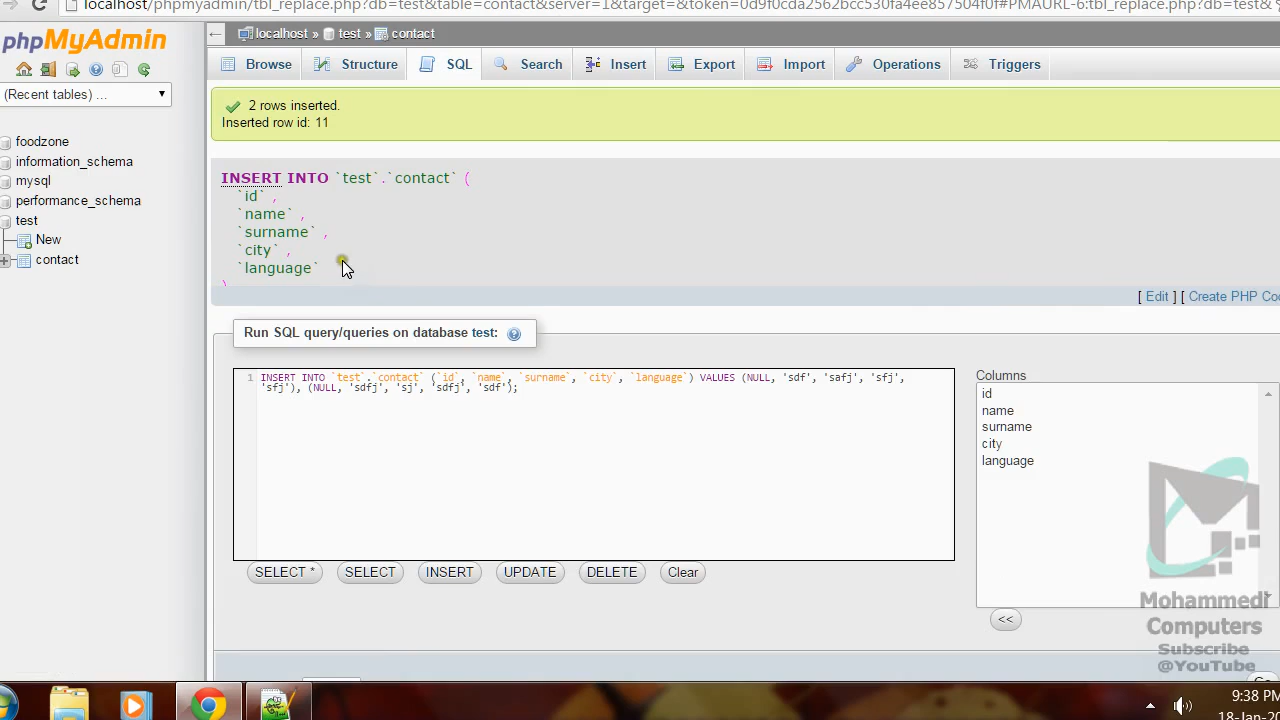 localhost/phpmyadmin/tbl_replace.php?db=test&table=contact&server=1&target=&token=0d9f0cda2562bcc530fa4ee857504f0f#PMAURL-6:tbl_replace.php?db=test&
phpMyAdmin
localhost » test » contact
Browse Structure SQL Search Insert Export Import Operations Triggers
(Recent tables) ...
2 rows inserted.
Inserted row id: 11
foodzone
information_schema
mysql
performance_schema
test
New
contact
INSERT INTO `test`.`contact` (
`id` ,
`name` ,
`surname` ,
`city` ,
`language`
)
[ Edit ] [ Create PHP Co
Run SQL query/queries on database test:
1 INSERT INTO `test`.`contact` (`id`, `name`, `surname`, `city`, `language`) VALUES (NULL, 'sdf', 'safj', 'sfj',
'sfj'), (NULL, 'sdfj', 'sj', 'sdfj', 'sdf');
Columns
id
name
surname
city
language
SELECT * SELECT INSERT UPDATE DELETE Clear
<<
Mohammedi
Computers
Subscribe
@YouTube
9:38 PM